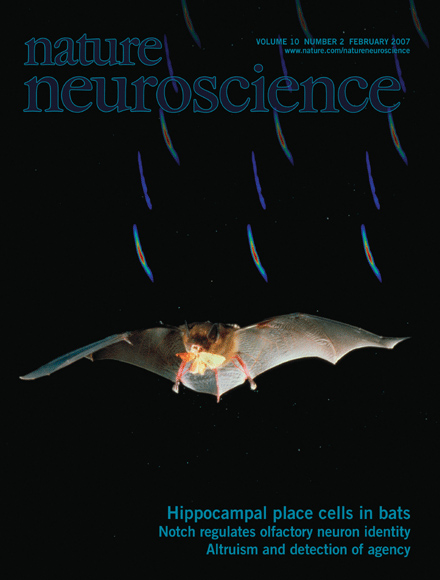 nature
VOLUME 10 NUMBER 2 FEBRUARY 2007
www.nature.com/natureneuroscience
neuroscience
Hippocampal place cells in bats
Notch regulates olfactory neuron identity
Altruism and detection of agency